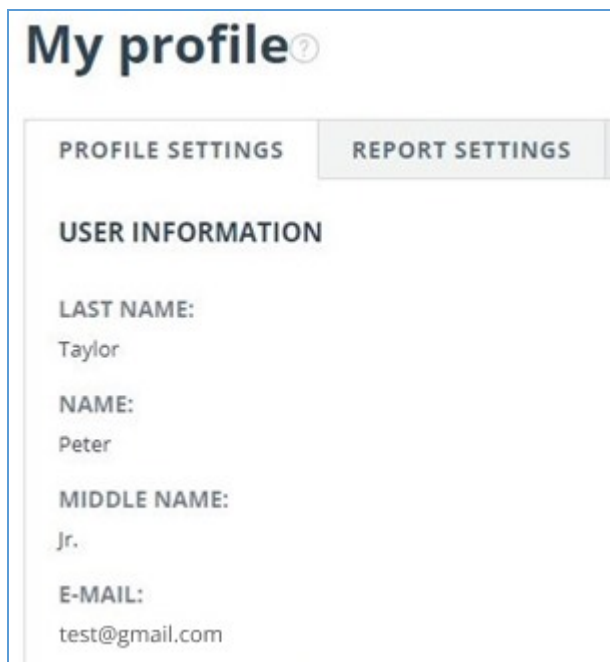 My profile ?
PROFILE SETTINGS REPORT SETTINGS
USER INFORMATION
LAST NAME:
Taylor
NAME:
Peter
MIDDLE NAME:
Jr.
E-MAIL:
test@gmail.com